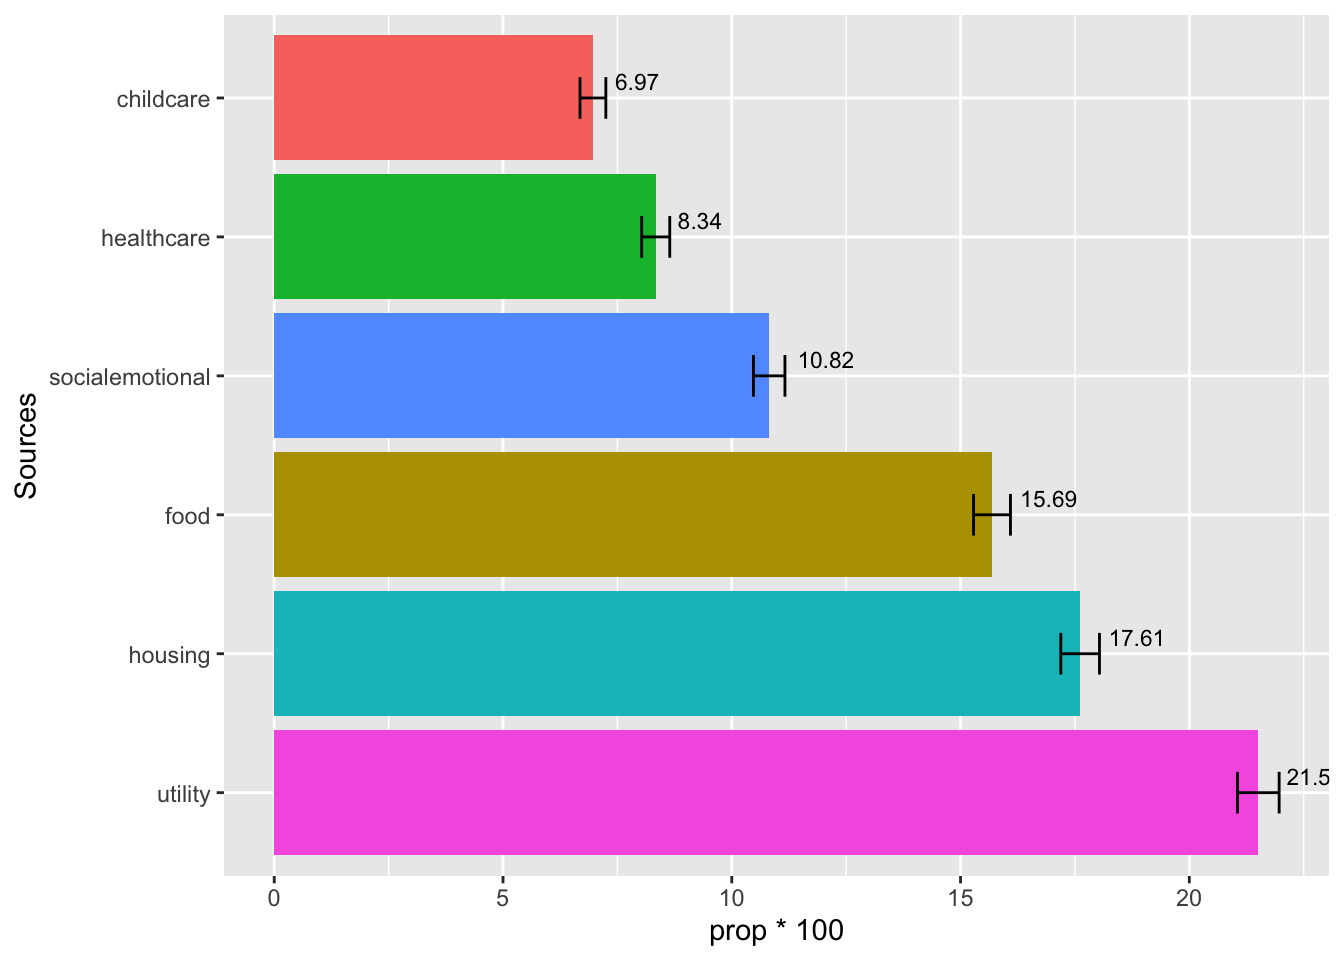 childcare 6.97
healthcare 8.34
socialemotional 10.82
food 15.69
housing 17.61
utility 21.5
0 5 10 15 20
prop * 100
Sources